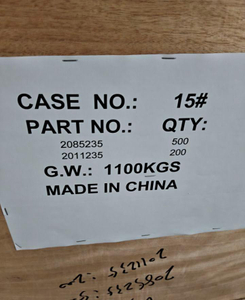 CASE NO.: 15#
PART NO.: QTY:
2085235 500
2011235 200
G.W.: 1100KGS
MADE IN CHINA